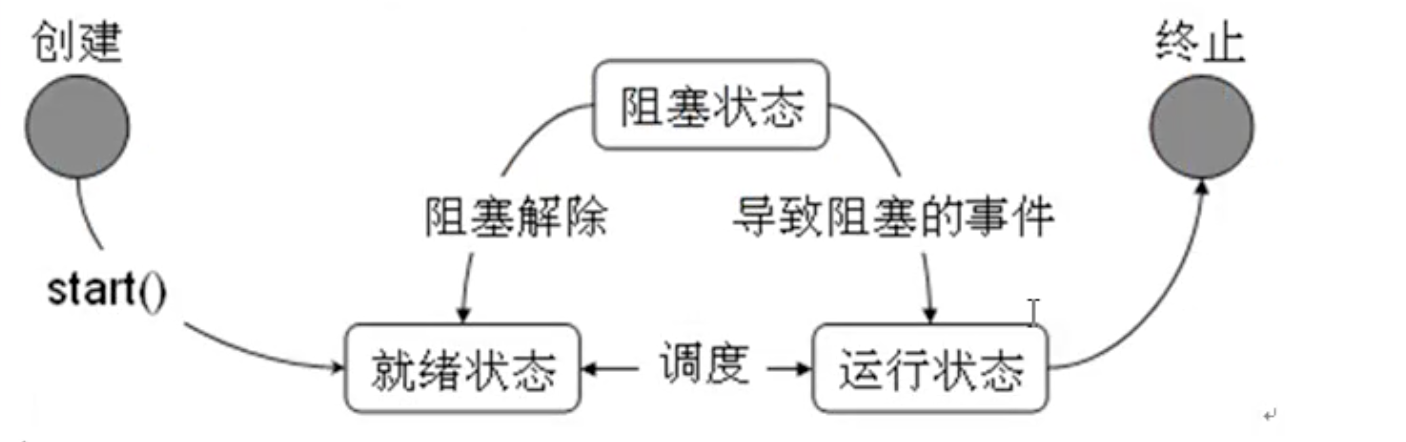 创建
终止
阻塞状态
阻塞解除
导致阻塞的事件
start()
就绪状态
调度
运行状态